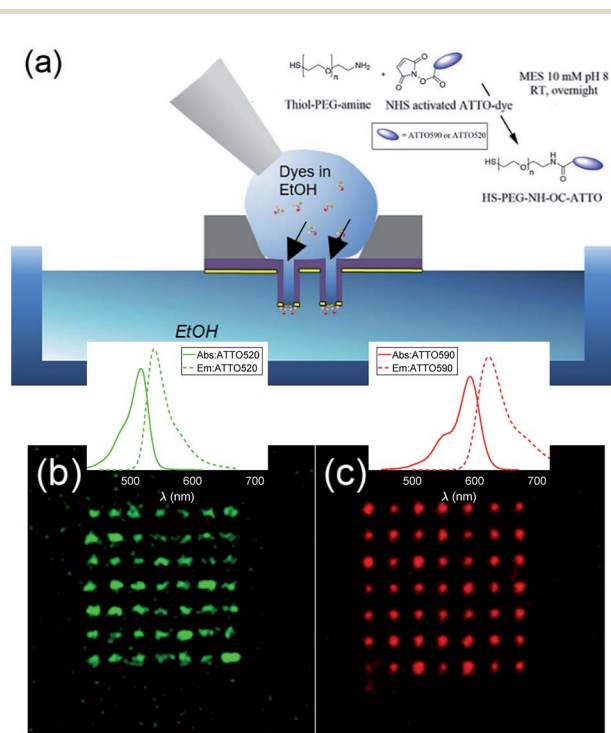 (a)
HS
O
n
NH2
+
O
N
O
O
O
MES 10 mM pH 8
RT, overnight
Thiol-PEG-amine
NHS activated ATTO-dye
= ATTO590 or ATTO520
HS
O
n
H
N
O
HS-PEG-NH-OC-ATTO
Dyes in
EtOH
EtOH
Abs:ATTO520
Em:ATTO520
Abs:ATTO590
Em:ATTO590
500 600 700
λ (nm)
500 600 700
λ (nm)
(b)
(c)